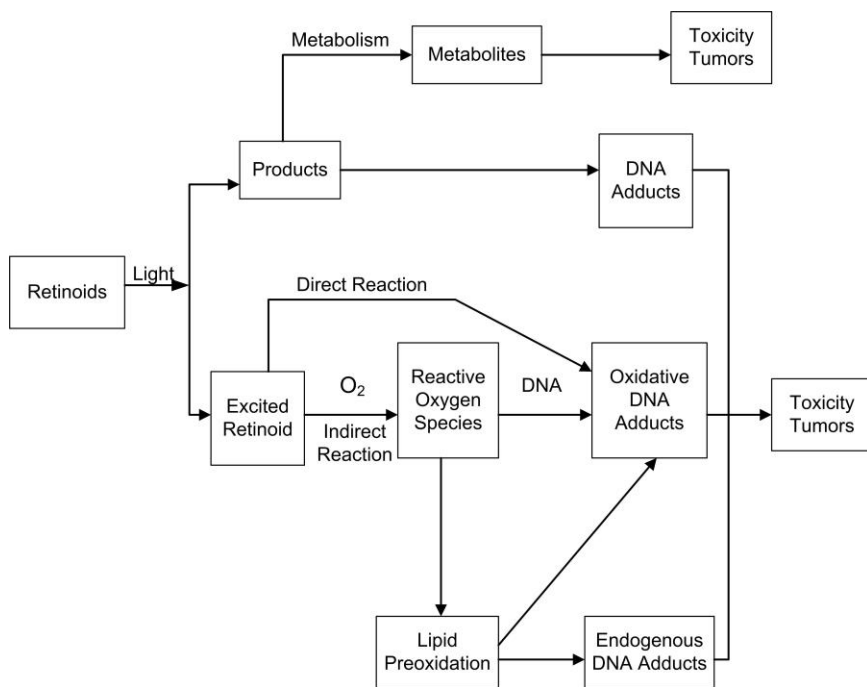 Metabolism
Metabolites
Toxicity
Tumors
Products
DNA
Adducts
Light
Retinoids
Direct Reaction
Excited
Retinoid
O₂
Indirect
Reaction
Reactive
Oxygen
Species
DNA
Oxidative
DNA
Adducts
Toxicity
Tumors
Lipid
Preoxidation
Endogenous
DNA Adducts